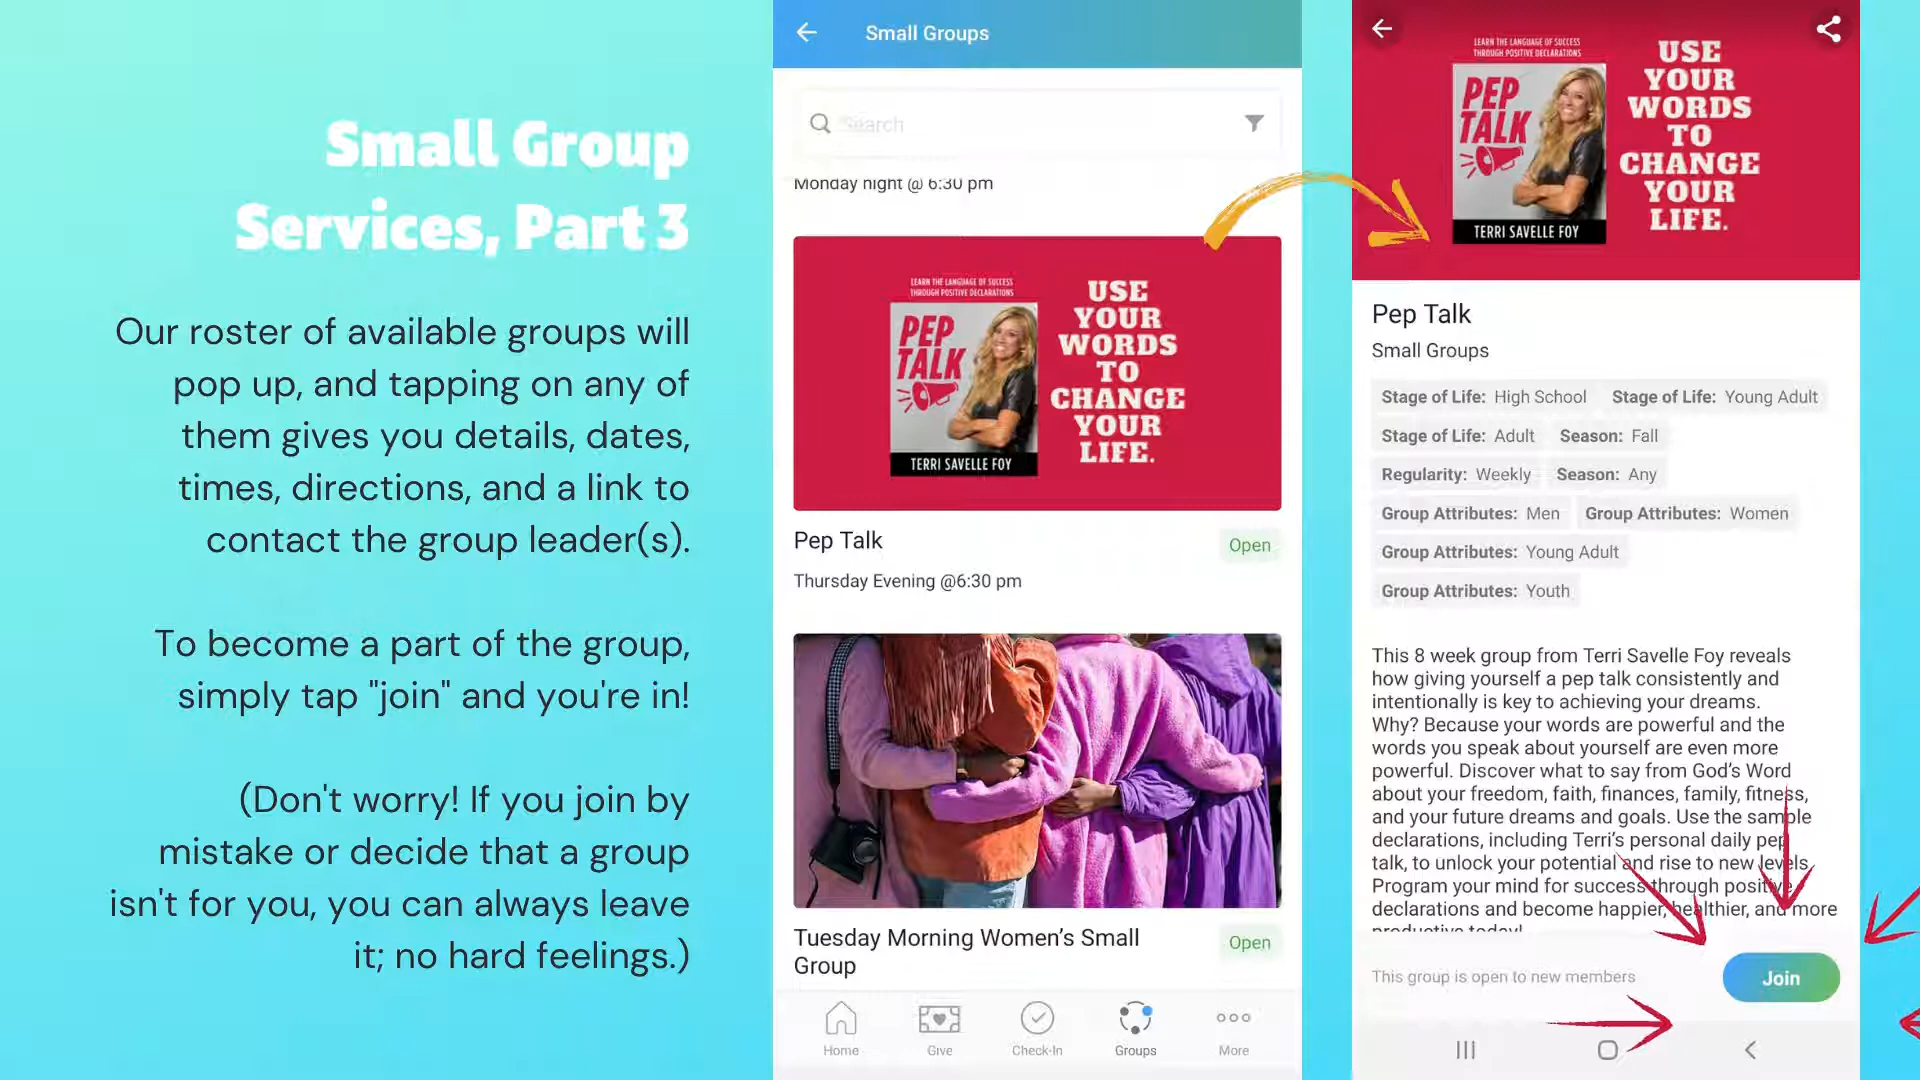 Small Group
Services, Part 3
Our roster of available groups will
pop up, and tapping on any of
them gives you details, dates,
times, directions, and a link to
contact the group leader(s).
To become a part of the group,
simply tap "join" and you're in!
(Don't worry! If you join by
mistake or decide that a group
isn't for you, you can always leave
it; no hard feelings.)
Small Groups
Search
Monday night @ 6:30 pm
LEARN THE LANGUAGE OF SUCCESS
THROUGH POSITIVE DECLARATIONS
PEP
TALK
TERRI SAVELLE FOY
USE
YOUR
WORDS
TO
CHANGE
YOUR
LIFE.
Pep Talk
Open
Thursday Evening @6:30 pm
Tuesday Morning Women’s Small
Group
Open
Home
Give
Check-In
Groups
More
LEARN THE LANGUAGE OF SUCCESS
THROUGH POSITIVE DECLARATIONS
PEP
TALK
TERRI SAVELLE FOY
USE
YOUR
WORDS
TO
CHANGE
YOUR
LIFE.
Pep Talk
Small Groups
Stage of Life: High School Stage of Life: Young Adult
Stage of Life: Adult Season: Fall
Regularity: Weekly Season: Any
Group Attributes: Men Group Attributes: Women
Group Attributes: Young Adult
Group Attributes: Youth
This 8 week group from Terri Savelle Foy reveals
how giving yourself a pep talk consistently and
intentionally is key to achieving your dreams.
Why? Because your words are powerful and the
words you speak about yourself are even more
powerful. Discover what to say from God’s Word
about your freedom, faith, finances, family, fitness,
and your future dreams and goals. Use the sample
declarations, including Terri’s personal daily pep
talk, to unlock your potential and rise to new levels.
Program your mind for success through positive
declarations and become happier, healthier, and more
productive today!
This group is open to new members
Join